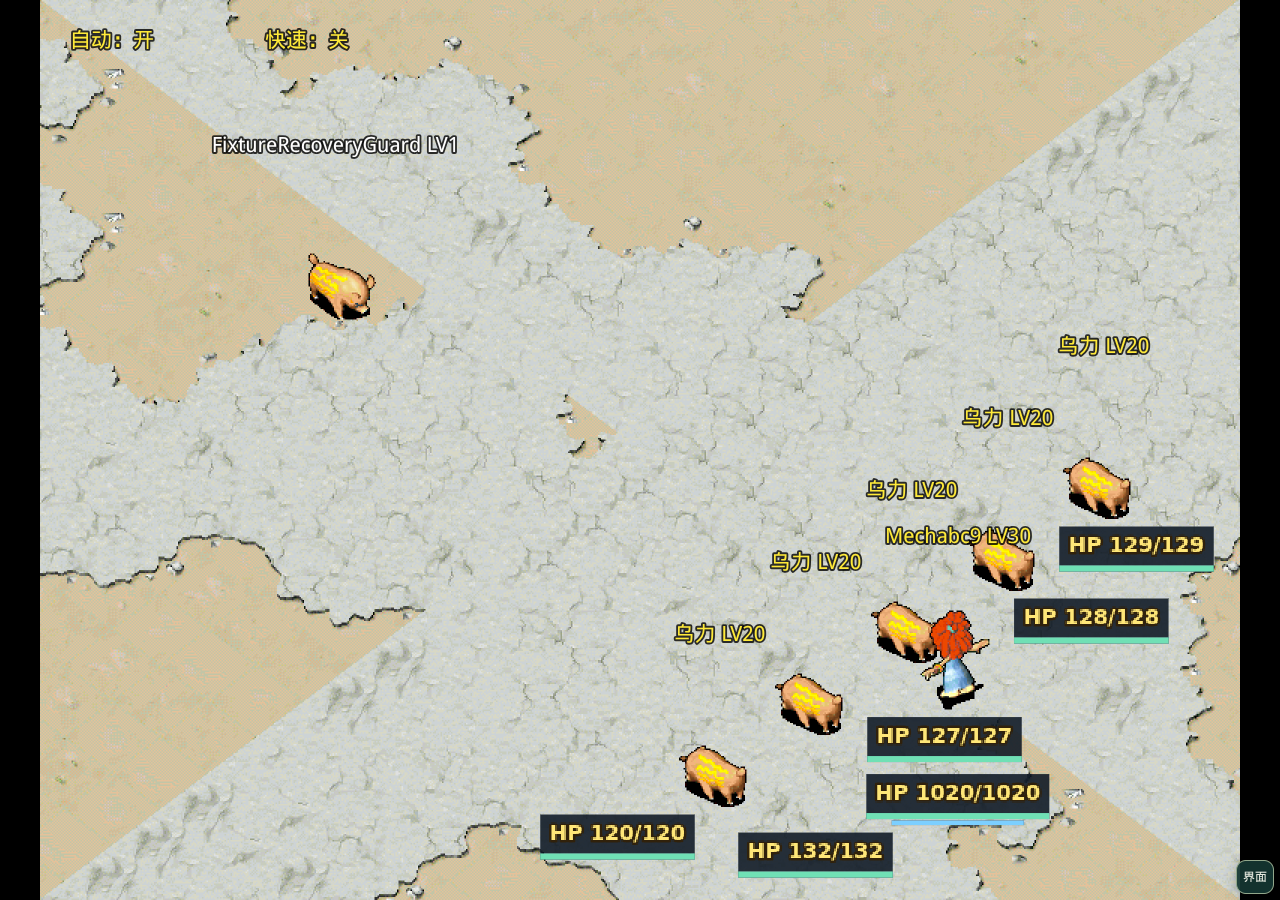 自动：开
快速：关
FixtureRecoveryGuard LV1
乌力 LV20
乌力 LV20
乌力 LV20
Mechabc9 LV30
HP 129/129
乌力 LV20
HP 128/128
乌力 LV20
HP 127/127
HP 1020/1020
HP 120/120
HP 132/132
界面